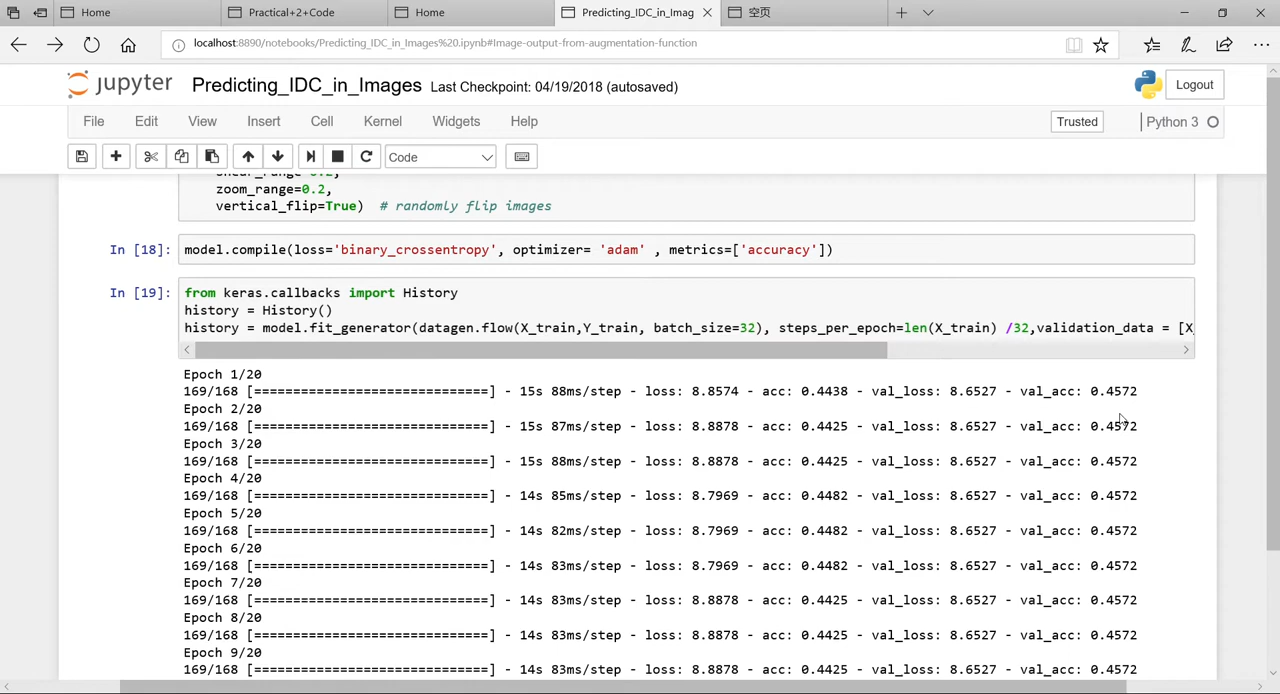 Home
Practical+2+Code
Home
Predicting_IDC_in_Imag
空页
localhost:8890/notebooks/Predicting_IDC_in_Images%20.ipynb#Image-output-from-augmentation-function
jupyter Predicting_IDC_in_Images Last Checkpoint: 04/19/2018 (autosaved)
Logout
File Edit View Insert Cell Kernel Widgets Help
Trusted
Python 3
Code
shear_range=0.2,
zoom_range=0.2,
vertical_flip=True)  # randomly flip images
In [18]: model.compile(loss='binary_crossentropy', optimizer= 'adam' , metrics=['accuracy'])
In [19]: from keras.callbacks import History
history = History()
history = model.fit_generator(datagen.flow(X_train,Y_train, batch_size=32), steps_per_epoch=len(X_train) /32,validation_data = [X_
Epoch 1/20
169/168 [==============================] - 15s 88ms/step - loss: 8.8574 - acc: 0.4438 - val_loss: 8.6527 - val_acc: 0.4572
Epoch 2/20
169/168 [==============================] - 15s 87ms/step - loss: 8.8878 - acc: 0.4425 - val_loss: 8.6527 - val_acc: 0.4572
Epoch 3/20
169/168 [==============================] - 15s 88ms/step - loss: 8.8878 - acc: 0.4425 - val_loss: 8.6527 - val_acc: 0.4572
Epoch 4/20
169/168 [==============================] - 14s 85ms/step - loss: 8.7969 - acc: 0.4482 - val_loss: 8.6527 - val_acc: 0.4572
Epoch 5/20
169/168 [==============================] - 14s 82ms/step - loss: 8.7969 - acc: 0.4482 - val_loss: 8.6527 - val_acc: 0.4572
Epoch 6/20
169/168 [==============================] - 14s 83ms/step - loss: 8.7969 - acc: 0.4482 - val_loss: 8.6527 - val_acc: 0.4572
Epoch 7/20
169/168 [==============================] - 14s 83ms/step - loss: 8.8878 - acc: 0.4425 - val_loss: 8.6527 - val_acc: 0.4572
Epoch 8/20
169/168 [==============================] - 14s 83ms/step - loss: 8.8878 - acc: 0.4425 - val_loss: 8.6527 - val_acc: 0.4572
Epoch 9/20
169/168 [==============================] - 14s 83ms/step - loss: 8.8878 - acc: 0.4425 - val_loss: 8.6527 - val_acc: 0.4572